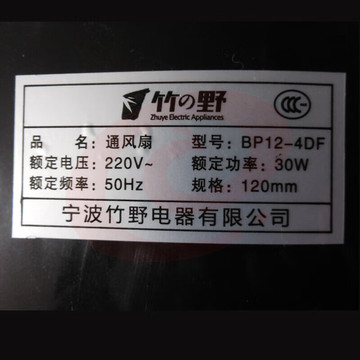 竹の野
Zhuye Electric Appliances
CCC
品 名: 通风扇 型号: BP12-4DF
额定电压: 220V~ 额定功率: 30W
额定频率: 50Hz 规格: 120mm
宁波竹野电器有限公司